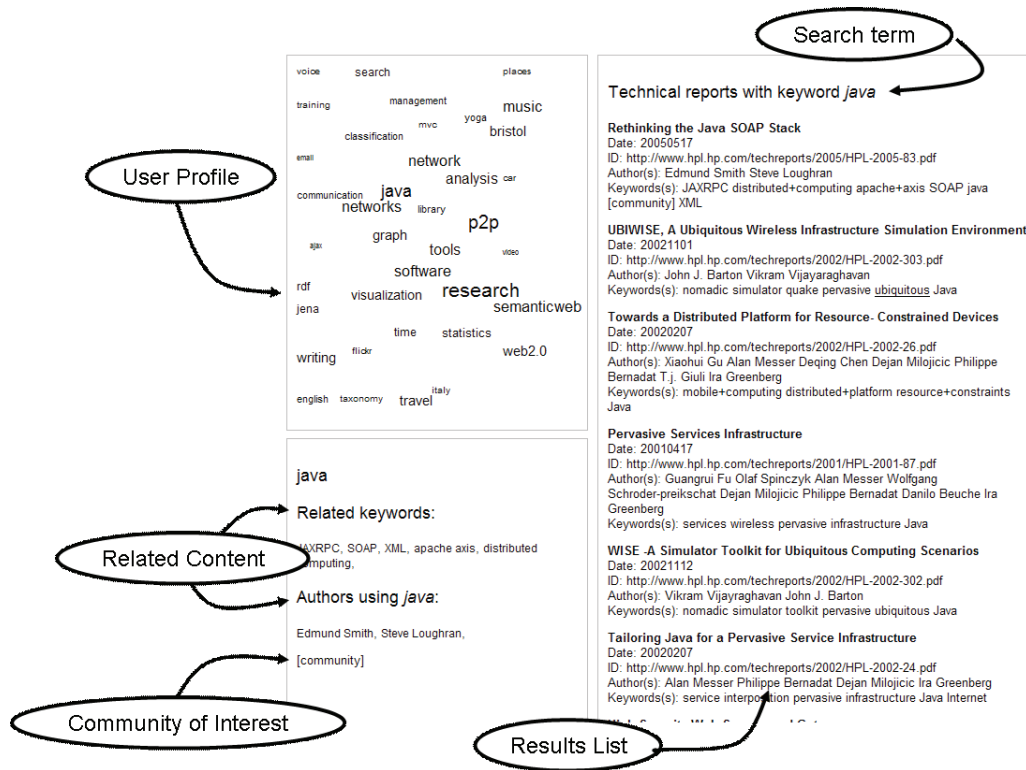 Search term
voice search places
training management music
mvc yoga
classification bristol
email network
analysis car
User Profile
communication java
networks library
p2p
graph
ajax tools video
software
rdf visualization research
jena semanticweb
time statistics
writing flickr web2.0
italy
english taxonomy travel
java
Related keywords:
JAXRPC, SOAP, XML, apache axis, distributed
computing,
Related Content
Authors using java:
Edmund Smith, Steve Loughran,
[community]
Community of Interest
Technical reports with keyword java
Rethinking the Java SOAP Stack
Date: 20050517
ID: http://www.hpl.hp.com/techreports/2005/HPL-2005-83.pdf
Author(s): Edmund Smith Steve Loughran
Keywords(s): JAXRPC distributed+computing apache+axis SOAP java
[community] XML
UBIWISE, A Ubiquitous Wireless Infrastructure Simulation Environment
Date: 20021101
ID: http://www.hpl.hp.com/techreports/2002/HPL-2002-303.pdf
Author(s): John J. Barton Vikram Vijayaraghavan
Keywords(s): nomadic simulator quake pervasive ubiquitous Java
Towards a Distributed Platform for Resource- Constrained Devices
Date: 20020207
ID: http://www.hpl.hp.com/techreports/2002/HPL-2002-26.pdf
Author(s): Xiaohui Gu Alan Messer Deqing Chen Dejan Milojicic Philippe
Bernadat T.j. Giuli Ira Greenberg
Keywords(s): mobile+computing distributed+platform resource+constraints
Java
Pervasive Services Infrastructure
Date: 20010417
ID: http://www.hpl.hp.com/techreports/2001/HPL-2001-87.pdf
Author(s): Guangrui Fu Olaf Spinczyk Alan Messer Wolfgang
Schroder-preikschat Dejan Milojicic Philippe Bernadat Danilo Beuche Ira
Greenberg
Keywords(s): services wireless pervasive infrastructure Java
WISE -A Simulator Toolkit for Ubiquitous Computing Scenarios
Date: 20021112
ID: http://www.hpl.hp.com/techreports/2002/HPL-2002-302.pdf
Author(s): Vikram Vijayraghavan John J. Barton
Keywords(s): nomadic simulator toolkit pervasive ubiquitous Java
Tailoring Java for a Pervasive Service Infrastructure
Date: 20020207
ID: http://www.hpl.hp.com/techreports/2002/HPL-2002-24.pdf
Author(s): Alan Messer Philippe Bernadat Dejan Milojicic Ira Greenberg
Keywords(s): service interposition pervasive infrastructure Java Internet
Results List